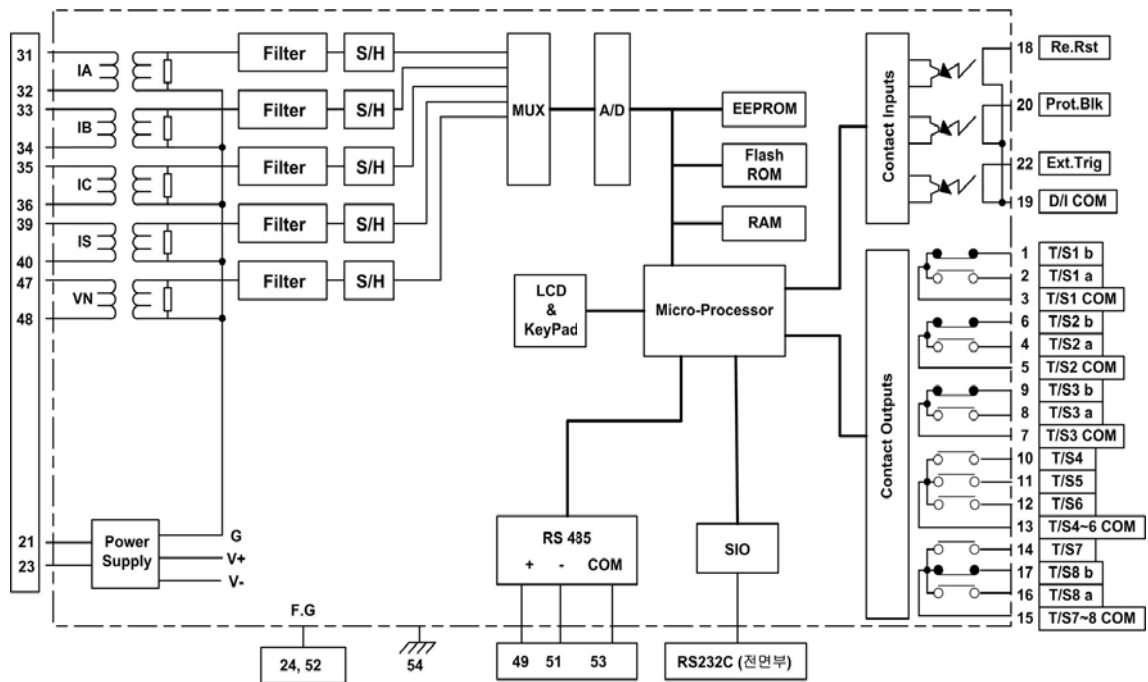 31
IA
32
33
IB
34
35
IC
36
39
IS
40
47
VN
48
21
23
Filter
S/H
Filter
S/H
Filter
S/H
Filter
S/H
Filter
S/H
MUX
A/D
EEPROM
Flash
ROM
RAM
LCD
&
KeyPad
Micro-Processor
Contact Inputs
18 Re.Rst
20 Prot.Blk
22 Ext.Trig
19 D/I COM
Contact Outputs
1 T/S1 b
2 T/S1 a
3 T/S1 COM
6 T/S2 b
4 T/S2 a
5 T/S2 COM
9 T/S3 b
8 T/S3 a
7 T/S3 COM
10 T/S4
11 T/S5
12 T/S6
13 T/S4~6 COM
14 T/S7
17 T/S8 b
16 T/S8 a
15 T/S7~8 COM
Power
Supply
G
V+
V-
RS 485
+ - COM
SIO
F.G
24, 52
54
49 51 53
RS232C (전면부)